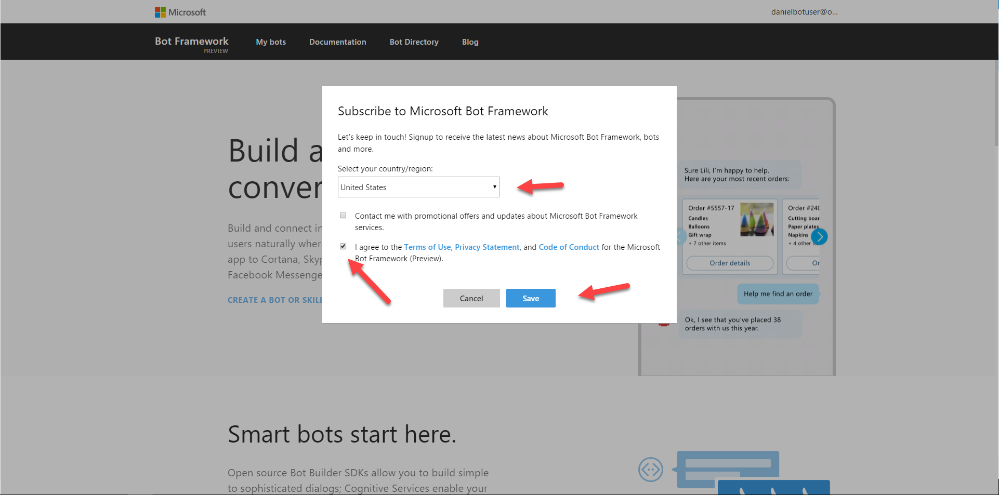 Microsoft
danielbotuser@o...
Bot Framework
PREVIEW
My bots
Documentation
Bot Directory
Blog
Subscribe to Microsoft Bot Framework
Let's keep in touch! Signup to receive the latest news about Microsoft Bot Framework, bots
and more.
Select your country/region:
United States
Contact me with promotional offers and updates about Microsoft Bot Framework
services.
I agree to the Terms of Use, Privacy Statement, and Code of Conduct for the Microsoft
Bot Framework (Preview).
Cancel
Save
Build a
conver
Build and connect in
users naturally wher
app to Cortana, Skyp
Facebook Messenge
CREATE A BOT OR SKILL
Sure Lili, I'm happy to help.
Here are your most recent orders:
Order #5557-17
Candles
Balloons
Gift wrap
+ 7 other items
Order details
Order #240
Cutting boar
Paper plates
Napkins
+ 4 other it
Or
Help me find an order
Ok, I see that you've placed 38
orders with us this year.
Smart bots start here.
Open source Bot Builder SDKs allow you to build simple
to sophisticated dialogs; Cognitive Services enable your